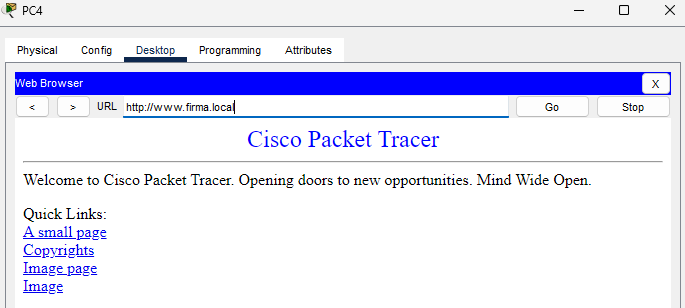 PC4
Physical Config Desktop Programming Attributes
Web Browser X
< > URL http://www.firma.local Go Stop
Cisco Packet Tracer
Welcome to Cisco Packet Tracer. Opening doors to new opportunities. Mind Wide Open.
Quick Links:
A small page
Copyrights
Image page
Image